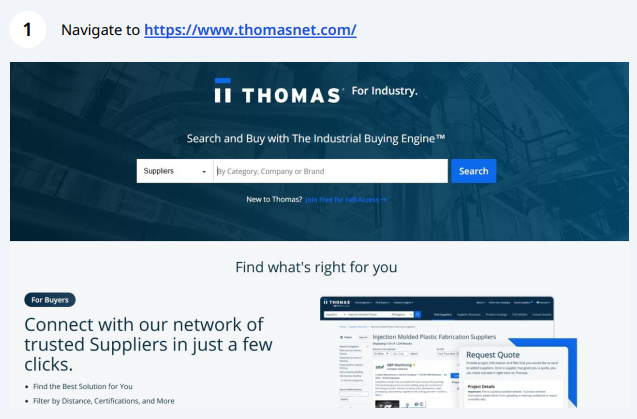 1
Navigate to https://www.thomasnet.com/
THOMAS For Industry.
Search and Buy with The Industrial Buying Engine™
Suppliers By Category, Company or Brand Search
New to Thomas? Join Free for Full Access →
Find what's right for you
For Buyers
Connect with our network of
trusted Suppliers in just a few
clicks.
• Find the Best Solution for You
• Filter by Distance, Certifications, and More
THOMAS
Injection Molded Plastic Fabrication Suppliers
Request Quote
Project Details